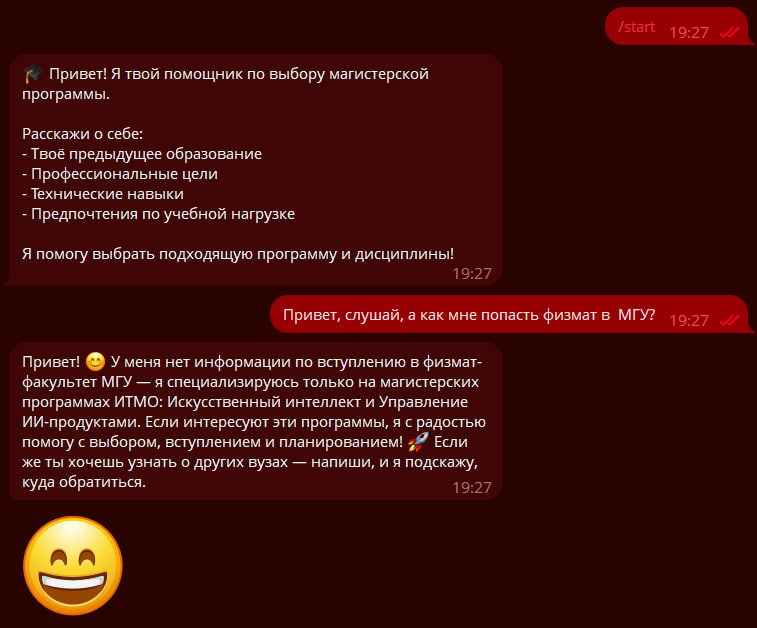 /start 19:27
🎓 Привет! Я твой помощник по выбору магистерской
программы.
Расскажи о себе:
- Твоё предыдущее образование
- Профессиональные цели
- Технические навыки
- Предпочтения по учебной нагрузке
Я помогу выбрать подходящую программу и дисциплины!
19:27
Привет, слушай, а как мне попасть физмат в  МГУ? 19:27
Привет! 😊 У меня нет информации по вступлению в физмат-
факультет МГУ — я специализируюсь только на магистерских
программах ИТМО: Искусственный интеллект и Управление
ИИ-продуктами. Если интересуют эти программы, я с радостью
помогу с выбором, вступлением и планированием! 🚀 Если
же ты хочешь узнать о других вузах — напиши, и я подскажу,
куда обратиться. 19:27